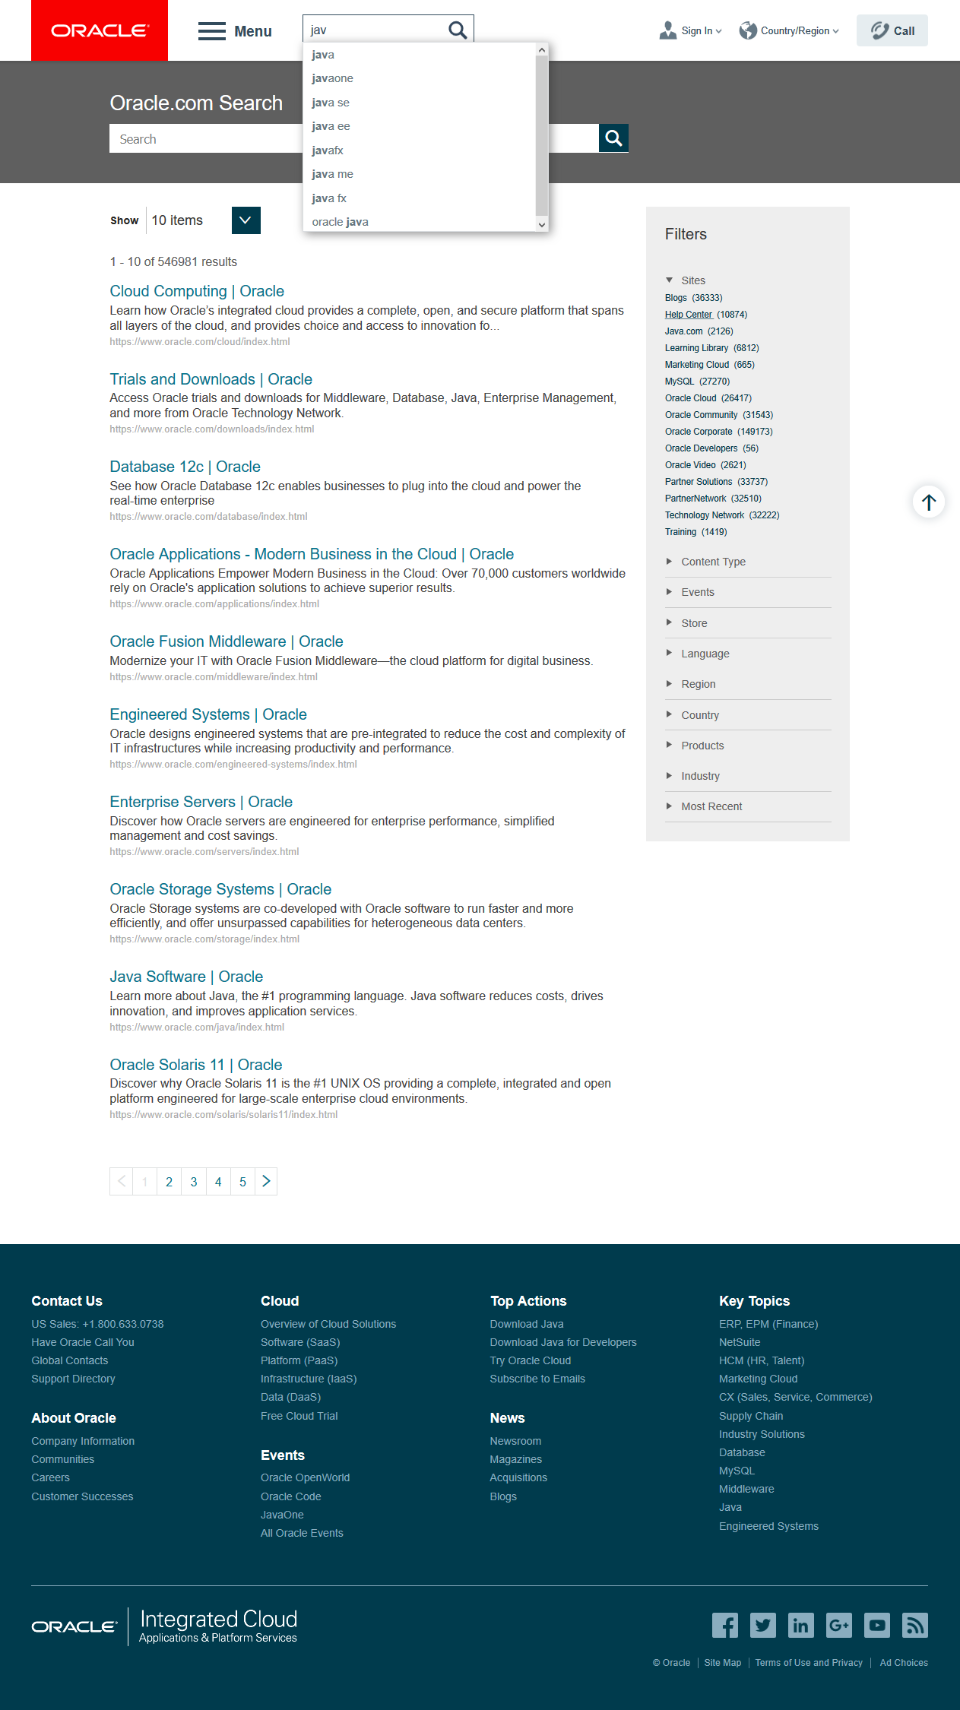 ORACLE
Menu
jav
Sign In
Country/Region
Call
java
javaone
java se
java ee
javafx
java me
java fx
oracle java
Oracle.com Search
Search
Show 10 items
1 - 10 of 546981 results
Cloud Computing | Oracle
Learn how Oracle's integrated cloud provides a complete, open, and secure platform that spans
all layers of the cloud, and provides choice and access to innovation fo...
https://www.oracle.com/cloud/index.html
Trials and Downloads | Oracle
Access Oracle trials and downloads for Middleware, Database, Java, Enterprise Management,
and more from Oracle Technology Network.
https://www.oracle.com/downloads/index.html
Database 12c | Oracle
See how Oracle Database 12c enables businesses to plug into the cloud and power the
real-time enterprise
https://www.oracle.com/database/index.html
Oracle Applications - Modern Business in the Cloud | Oracle
Oracle Applications Empower Modern Business in the Cloud: Over 70,000 customers worldwide
rely on Oracle's application solutions to achieve superior results.
https://www.oracle.com/applications/index.html
Oracle Fusion Middleware | Oracle
Modernize your IT with Oracle Fusion Middleware—the cloud platform for digital business.
https://www.oracle.com/middleware/index.html
Engineered Systems | Oracle
Oracle designs engineered systems that are pre-integrated to reduce the cost and complexity of
IT infrastructures while increasing productivity and performance.
https://www.oracle.com/engineered-systems/index.html
Enterprise Servers | Oracle
Discover how Oracle servers are engineered for enterprise performance, simplified
management and cost savings.
https://www.oracle.com/servers/index.html
Oracle Storage Systems | Oracle
Oracle Storage systems are co-developed with Oracle software to run faster and more
efficiently, and offer unsurpassed capabilities for heterogeneous data centers.
https://www.oracle.com/storage/index.html
Java Software | Oracle
Learn more about Java, the #1 programming language. Java software reduces costs, drives
innovation, and improves application services.
https://www.oracle.com/java/index.html
Oracle Solaris 11 | Oracle
Discover why Oracle Solaris 11 is the #1 UNIX OS providing a complete, integrated and open
platform engineered for large-scale enterprise cloud environments.
https://www.oracle.com/solaris/solaris11/index.html
1 2 3 4 5
Filters
Sites
Blogs (36333)
Help Center (10874)
Java.com (2126)
Learning Library (6812)
Marketing Cloud (665)
MySQL (27270)
Oracle Cloud (26417)
Oracle Community (31543)
Oracle Corporate (149173)
Oracle Developers (56)
Oracle Video (2621)
Partner Solutions (33737)
PartnerNetwork (32510)
Technology Network (32222)
Training (1419)
Content Type
Events
Store
Language
Region
Country
Products
Industry
Most Recent
Contact Us
US Sales: +1.800.633.0738
Have Oracle Call You
Global Contacts
Support Directory
About Oracle
Company Information
Communities
Careers
Customer Successes
Cloud
Overview of Cloud Solutions
Software (SaaS)
Platform (PaaS)
Infrastructure (IaaS)
Data (DaaS)
Free Cloud Trial
Events
Oracle OpenWorld
Oracle Code
JavaOne
All Oracle Events
Top Actions
Download Java
Download Java for Developers
Try Oracle Cloud
Subscribe to Emails
News
Newsroom
Magazines
Acquisitions
Blogs
Key Topics
ERP, EPM (Finance)
NetSuite
HCM (HR, Talent)
Marketing Cloud
CX (Sales, Service, Commerce)
Supply Chain
Industry Solutions
Database
MySQL
Middleware
Java
Engineered Systems
ORACLE
Integrated Cloud
Applications & Platform Services
© Oracle | Site Map | Terms of Use and Privacy | Ad Choices